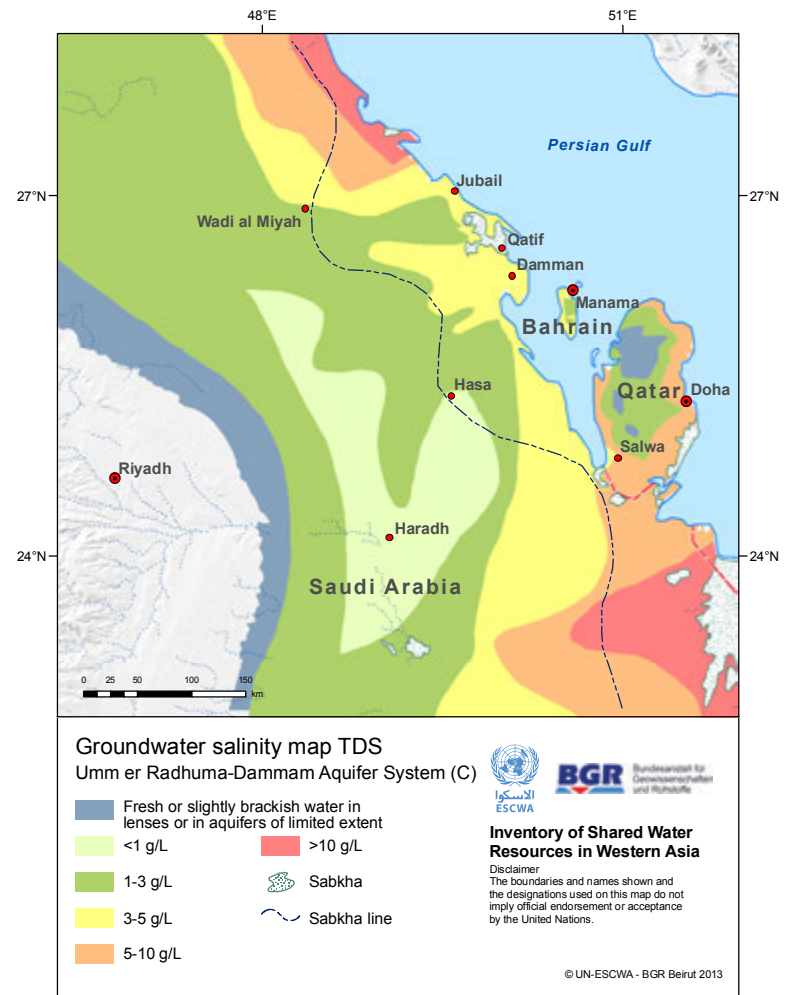 48°E
51°E
Persian Gulf
27°N
27°N
Jubail
Wadi al Miyah
Qatif
Damman
Manama
Bahrain
Hasa
Qatar
Doha
Salwa
Riyadh
Haradh
24°N
24°N
Saudi Arabia
0 25 50 100 150
km
Groundwater salinity map TDS
Umm er Radhuma-Dammam Aquifer System (C)
Fresh or slightly brackish water in
lenses or in aquifers of limited extent
<1 g/L
>10 g/L
1-3 g/L
Sabkha
3-5 g/L
Sabkha line
5-10 g/L
الاسكوا
ESCWA
BGR
Bundesanstalt für
Geowissenschaften
und Rohstoffe
Inventory of Shared Water
Resources in Western Asia
Disclaimer
The boundaries and names shown and
the designations used on this map do not
imply official endorsement or acceptance
by the United Nations.
© UN-ESCWA - BGR Beirut 2013